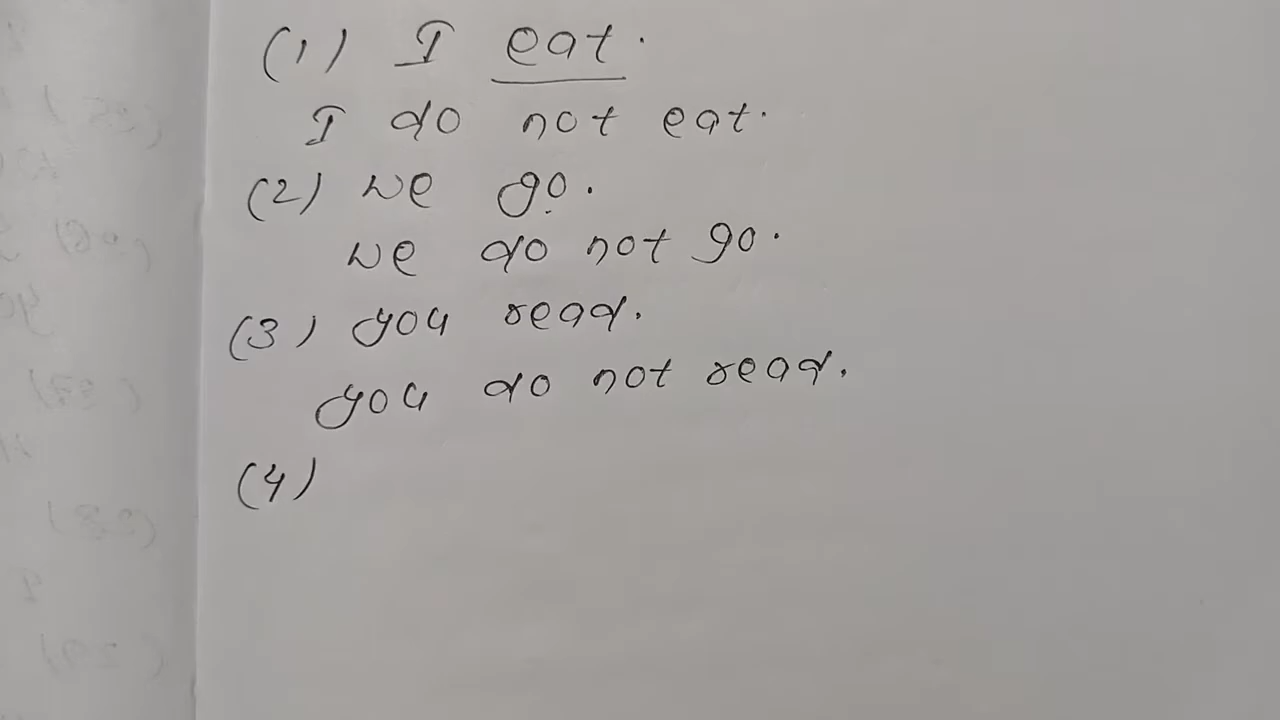 (1) I eat.
I do not eat.
(2) we go.
we do not go.
(3) you read.
you do not read.
(4)